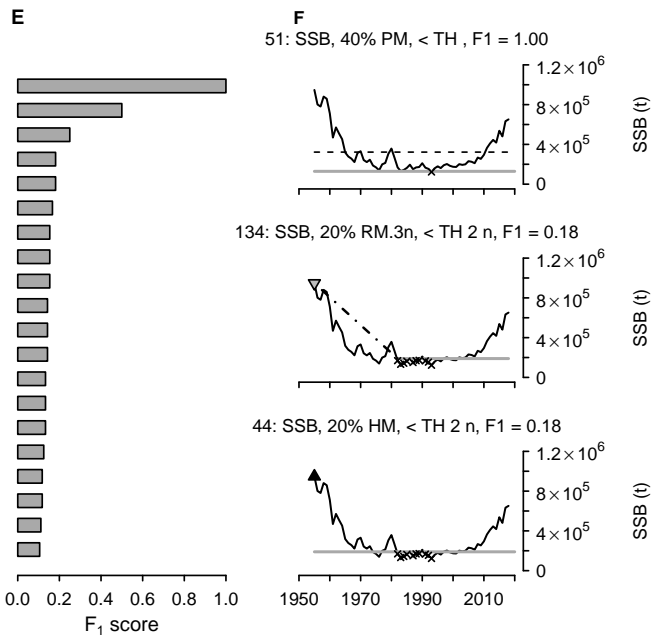 E
F
51: SSB, 40% PM, < TH , F1 = 1.00
1.2×10⁶
8×10⁵
4×10⁵
0
SSB (t)
134: SSB, 20% RM.3n, < TH 2 n, F1 = 0.18
1.2×10⁶
8×10⁵
4×10⁵
0
SSB (t)
44: SSB, 20% HM, < TH 2 n, F1 = 0.18
1.2×10⁶
8×10⁵
4×10⁵
0
SSB (t)
0.0 0.2 0.4 0.6 0.8 1.0
F₁ score
1950 1970 1990 2010